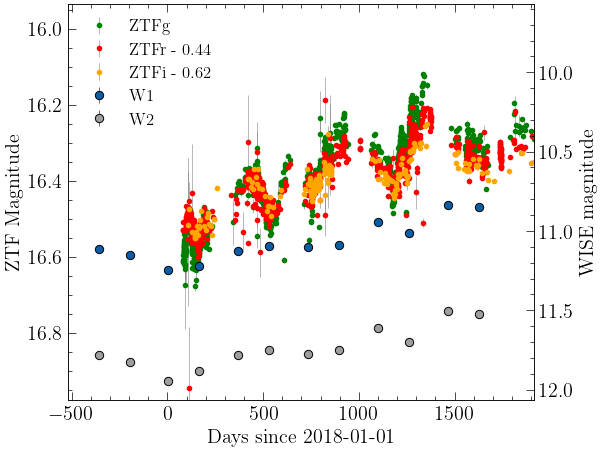 ZTFg
ZTFr - 0.44
ZTFi - 0.62
W1
W2
16.0
16.2
16.4
16.6
16.8
ZTF Magnitude
10.0
10.5
11.0
11.5
12.0
WISE magnitude
−500
0
500
1000
1500
Days since 2018-01-01